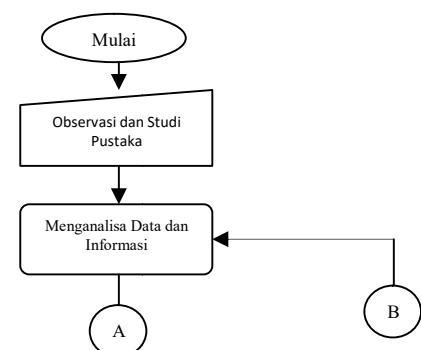 Mulai
Observasi dan Studi
Pustaka
Menganalisa Data dan
Informasi
A
B